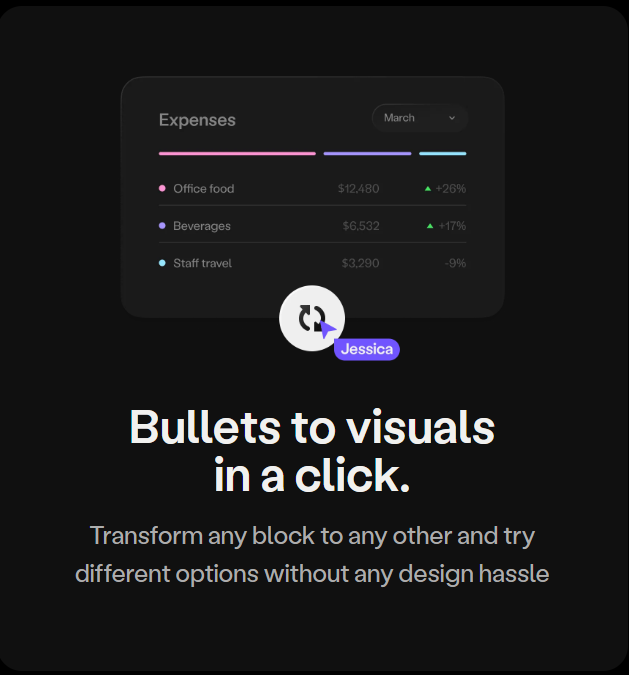 Expenses
March
Office food $12,480 +26%
Beverages $6,532 +17%
Staff travel $3,290 -9%
Jessica
Bullets to visuals
in a click.
Transform any block to any other and try
different options without any design hassle